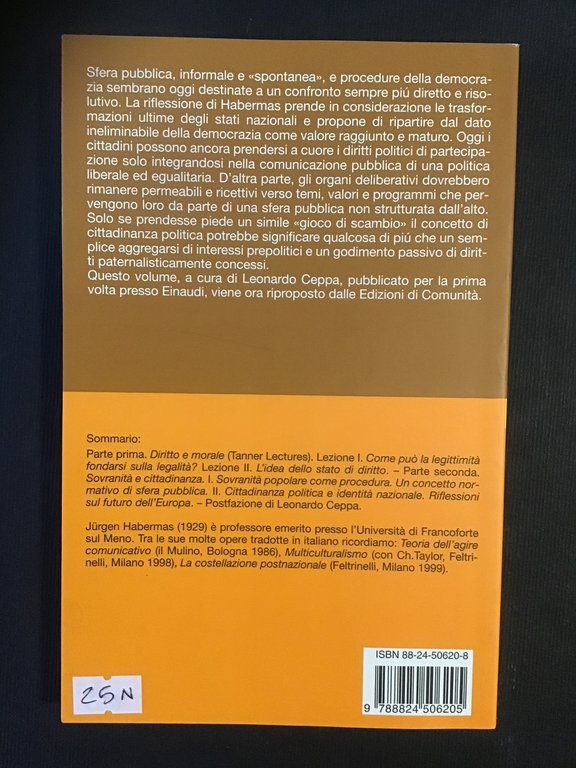 Sfera pubblica, informale e «spontanea», e procedure della democra-
zia sembrano oggi destinate a un confronto sempre piú diretto e riso-
lutivo. La riflessione di Habermas prende in considerazione le trasfor-
mazioni ultime degli stati nazionali e propone di ripartire dal dato
ineliminabile della democrazia come valore raggiunto e maturo. Oggi i
cittadini possono ancora prendersi a cuore i diritti politici di partecipa-
zione solo integrandosi nella comunicazione pubblica di una politica
liberale ed egualitaria. D'altra parte, gli organi deliberativi dovrebbero
rimanere permeabili e ricettivi verso temi, valori e programmi che per-
vengono loro da parte di una sfera pubblica non strutturata dall'alto.
Solo se prendesse piede un simile «gioco di scambio» il concetto di
cittadinanza politica potrebbe significare qualcosa di piú che un sem-
plice aggregarsi di interessi prepolitici e un godimento passivo di dirit-
ti paternalisticamente concessi.
Questo volume, a cura di Leonardo Ceppa, pubblicato per la prima
volta presso Einaudi, viene ora riproposto dalle Edizioni di Comunità.
Sommario:
Parte prima. Diritto e morale (Tanner Lectures). Lezione I. Come può la legittimità
fondarsi sulla legalità? Lezione II. L'idea dello stato di diritto. – Parte seconda.
Sovranità e cittadinanza. I. Sovranità popolare come procedura. Un concetto nor-
mativo di sfera pubblica. II. Cittadinanza politica e identità nazionale. Riflessioni
sul futuro dell'Europa. – Postfazione di Leonardo Ceppa.
Jürgen Habermas (1929) è professore emerito presso l'Università di Francoforte
sul Meno. Tra le sue molte opere tradotte in italiano ricordiamo: Teoria dell'agire
comunicativo (il Mulino, Bologna 1986), Multiculturalismo (con Ch.Taylor, Feltri-
nelli, Milano 1998), La costellazione postnazionale (Feltrinelli, Milano 1999).
ISBN 88-24-50620-8
9 788824 506205
25N